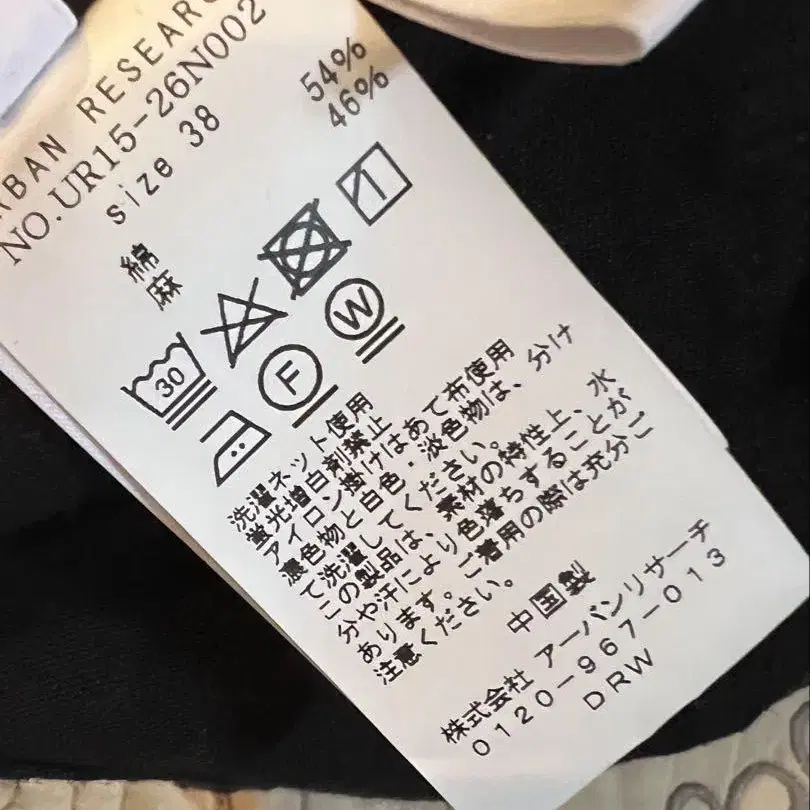 RBAN RESEARC
NO.UR15-26N002
size 38
綿 54%
麻 46%
30
F
W
洗濯ネット使用
蛍光増白剤禁止
アイロン掛けはあて布使用
濃色物と白色・淡色物は、分け
て洗濯してください。
この製品は、素材の特性上、水
分や汗により色落ちすることが
あります。ご着用の際は充分ご
注意ください。
中国製
株式会社 アーバンリサーチ
0120-967-013
DRW